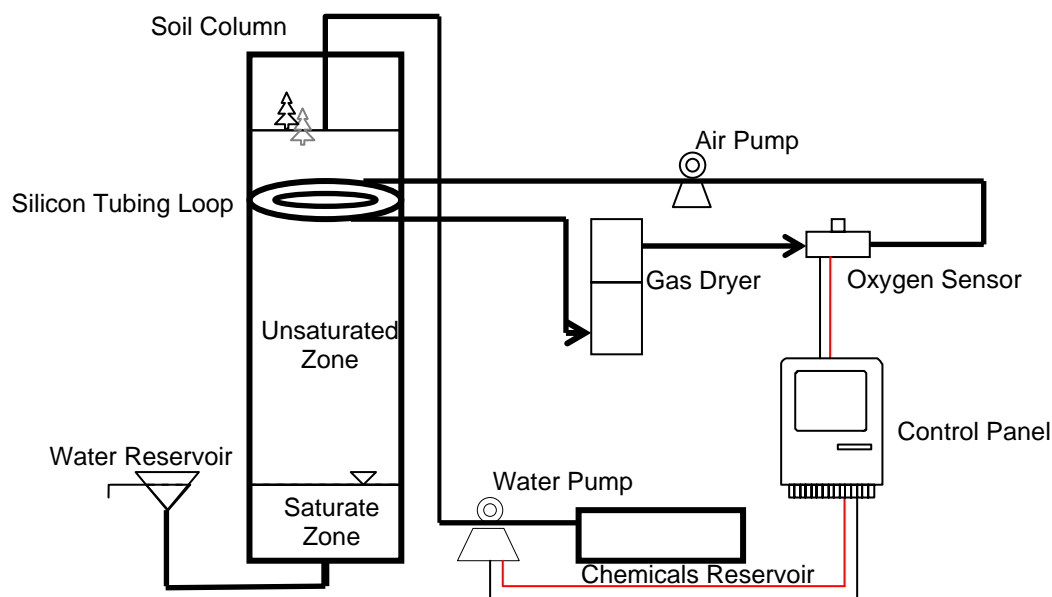 Soil Column
Air Pump
Silicon Tubing Loop
Gas Dryer
Oxygen Sensor
Unsaturated
Zone
Control Panel
Water Reservoir
Water Pump
Saturate
Zone
Chemicals Reservoir